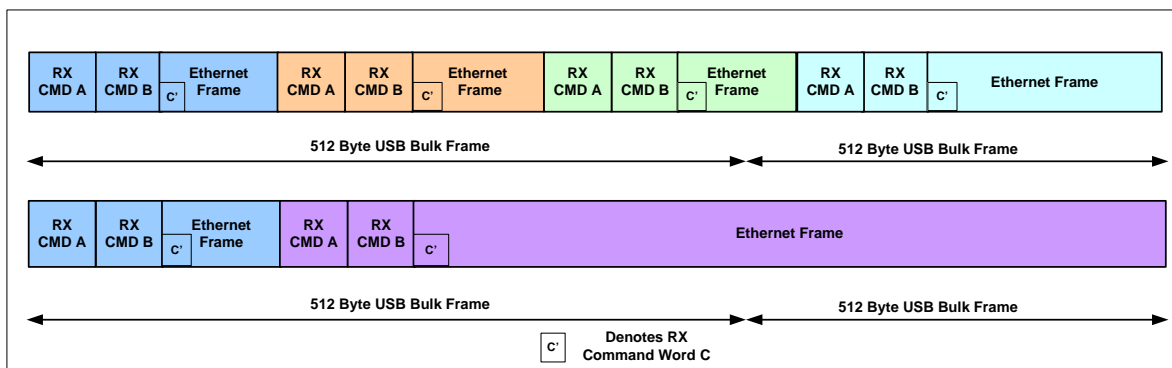 RX CMD A
RX CMD B
Ethernet Frame
C'
RX CMD A
RX CMD B
Ethernet Frame
C'
RX CMD A
RX CMD B
Ethernet Frame
C'
RX CMD A
RX CMD B
Ethernet Frame
C'
512 Byte USB Bulk Frame
512 Byte USB Bulk Frame
RX CMD A
RX CMD B
Ethernet Frame
C'
RX CMD A
RX CMD B
Ethernet Frame
C'
512 Byte USB Bulk Frame
512 Byte USB Bulk Frame
C'
Denotes RX
Command Word C